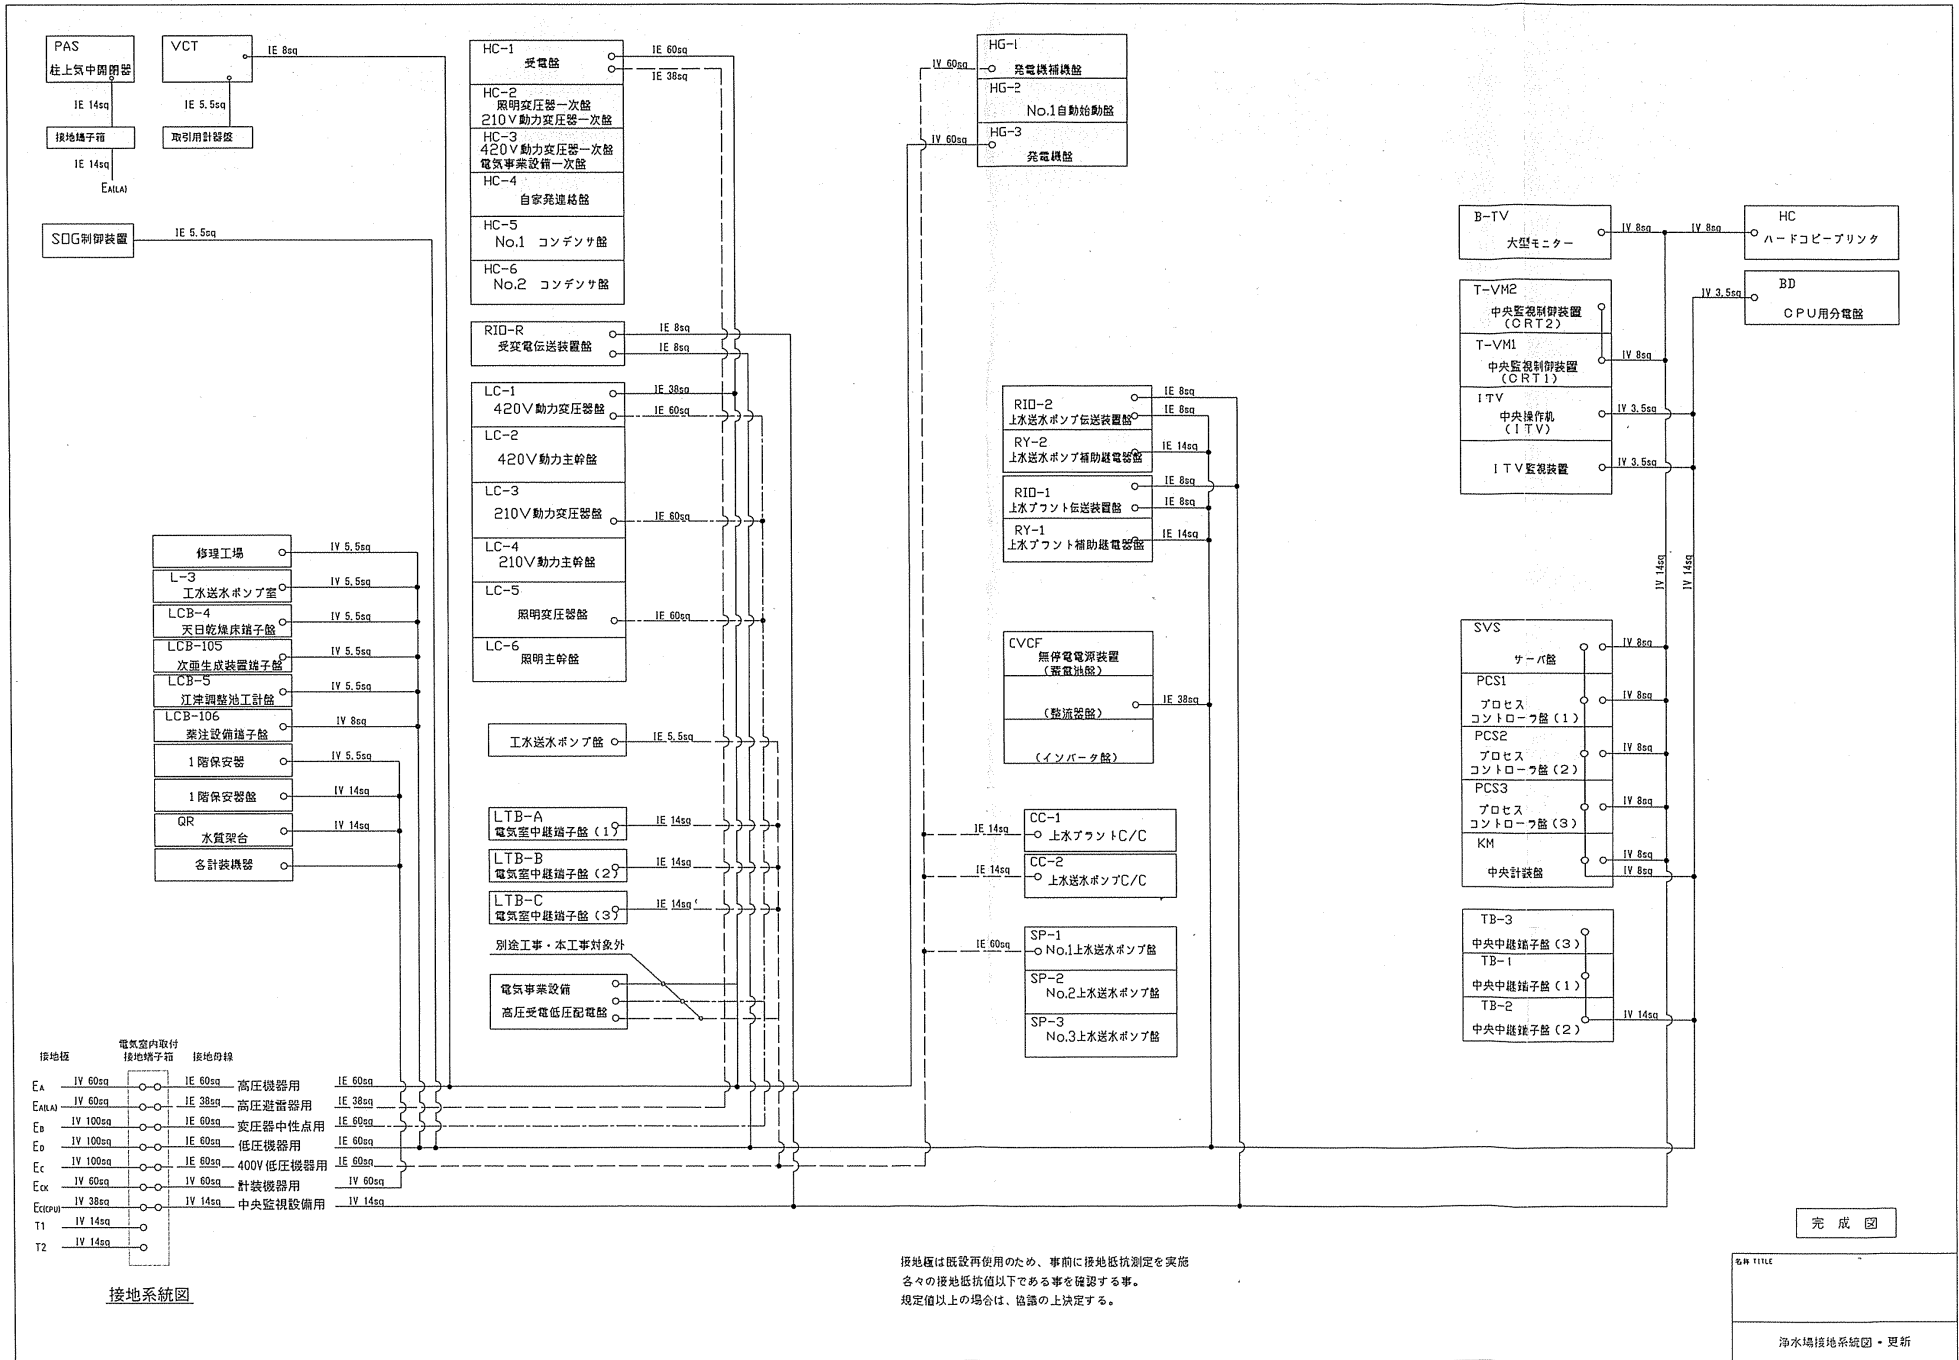 PAS
柱上気中開閉器
IE 14sq
接地端子箱
IE 14sq
EA(LA)
VCT
IE 8sq
IE 5.5sq
取引用計器盤
SOG制御装置
IE 5.5sq
HC-1
受電盤
IE 60sq
IE 38sq
HC-2
照明変圧器一次盤
210V動力変圧器一次盤
HC-3
420V動力変圧器一次盤
電気事業設備一次盤
HC-4
自家発連絡盤
HC-5
No.1 コンデンサ盤
HC-6
No.2 コンデンサ盤
RIO-R
受変電伝送装置盤
IE 8sq
IE 8sq
LC-1
420V動力変圧器盤
IE 38sq
IE 60sq
LC-2
420V動力主幹盤
LC-3
210V動力変圧器盤
IE 60sq
LC-4
210V動力主幹盤
LC-5
照明変圧器盤
IE 60sq
LC-6
照明主幹盤
工水送水ポンプ盤
IE 5.5sq
LTB-A
電気室中継端子盤(1)
IE 14sq
LTB-B
電気室中継端子盤(2)
IE 14sq
LTB-C
電気室中継端子盤(3)
IE 14sq
別途工事・本工事対象外
電気事業設備
高圧受電低圧配電盤
修理工場
IV 5.5sq
L-3
工水送水ポンプ室
IV 5.5sq
LCB-4
天日乾燥床端子盤
IV 5.5sq
LCB-105
次亜生成装置端子盤
IV 5.5sq
LCB-5
江津調整池工計盤
IV 5.5sq
LCB-106
薬注設備端子盤
IV 8sq
1階保安器
IV 5.5sq
1階保安器盤
IV 14sq
QR
水質架台
IV 14sq
各計装機器
HG-1
発電機補機盤
IV 60sq
HG-2
No.1自動始動盤
HG-3
発電機盤
IV 60sq
RIO-2
上水送水ポンプ伝送装置盤
IE 8sq
IE 8sq
RY-2
上水送水ポンプ補助継電器盤
IE 14sq
RIO-1
上水プラント伝送装置盤
IE 8sq
IE 8sq
RY-1
上水プラント補助継電器盤
IE 14sq
CVCF
無停電電源装置
(蓄電池盤)
(整流器盤)
IE 38sq
(インバータ盤)
CC-1
上水プラントC/C
IE 14sq
CC-2
上水送水ポンプC/C
IE 14sq
SP-1
No.1上水送水ポンプ盤
IE 60sq
SP-2
No.2上水送水ポンプ盤
SP-3
No.3上水送水ポンプ盤
B-TV
大型モニター
IV 8sq
IV 8sq
HC
ハードコピープリンタ
BD
CPU用分電盤
IV 3.5sq
T-VM2
中央監視制御装置
(CRT2)
T-VM1
中央監視制御装置
(CRT1)
IV 8sq
ITV
中央操作机
(ITV)
IV 3.5sq
ITV監視装置
IV 3.5sq
IV 14sq
IV 14sq
SVS
サーバ盤
IV 8sq
PCS1
プロセス
コントローラ盤(1)
IV 8sq
PCS2
プロセス
コントローラ盤(2)
IV 8sq
PCS3
プロセス
コントローラ盤(3)
IV 8sq
KM
中央計装盤
IV 8sq
IV 8sq
TB-3
中央中継端子盤(3)
TB-1
中央中継端子盤(1)
TB-2
中央中継端子盤(2)
IV 14sq
接地極 電気室内取付 接地端子箱 接地母線
EA IV 60sq IE 60sq 高圧機器用 IE 60sq
EA(LA) IV 60sq IE 38sq 高圧避雷器用 IE 38sq
EB IV 100sq IE 60sq 変圧器中性点用 IE 60sq
ED IV 100sq IE 60sq 低圧機器用 IE 60sq
EC IV 100sq IE 60sq 400V低圧機器用 IE 60sq
ECK IV 60sq IV 60sq 計装機器用 IV 60sq
EC(CPU) IV 38sq IV 14sq 中央監視設備用 IV 14sq
T1 IV 14sq
T2 IV 14sq
接地系統図
接地極は既設再使用のため、事前に接地抵抗測定を実施
各々の接地抵抗値以下である事を確認する事。
規定値以上の場合は、協議の上決定する。
完成図
名称 TITLE
浄水場接地系統図・更新